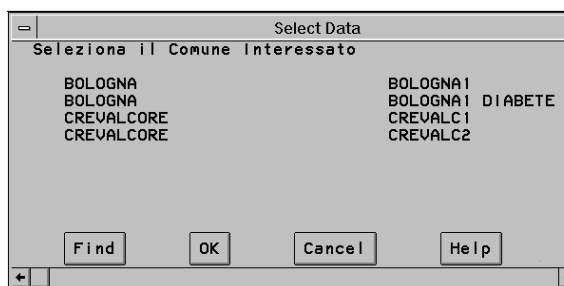 Select Data
Seleziona il Comune Interessato
BOLOGNA BOLOGNA1
BOLOGNA BOLOGNA1 DIABETE
CREVALCORE CREVALC1
CREVALCORE CREVALC2
Find OK Cancel Help